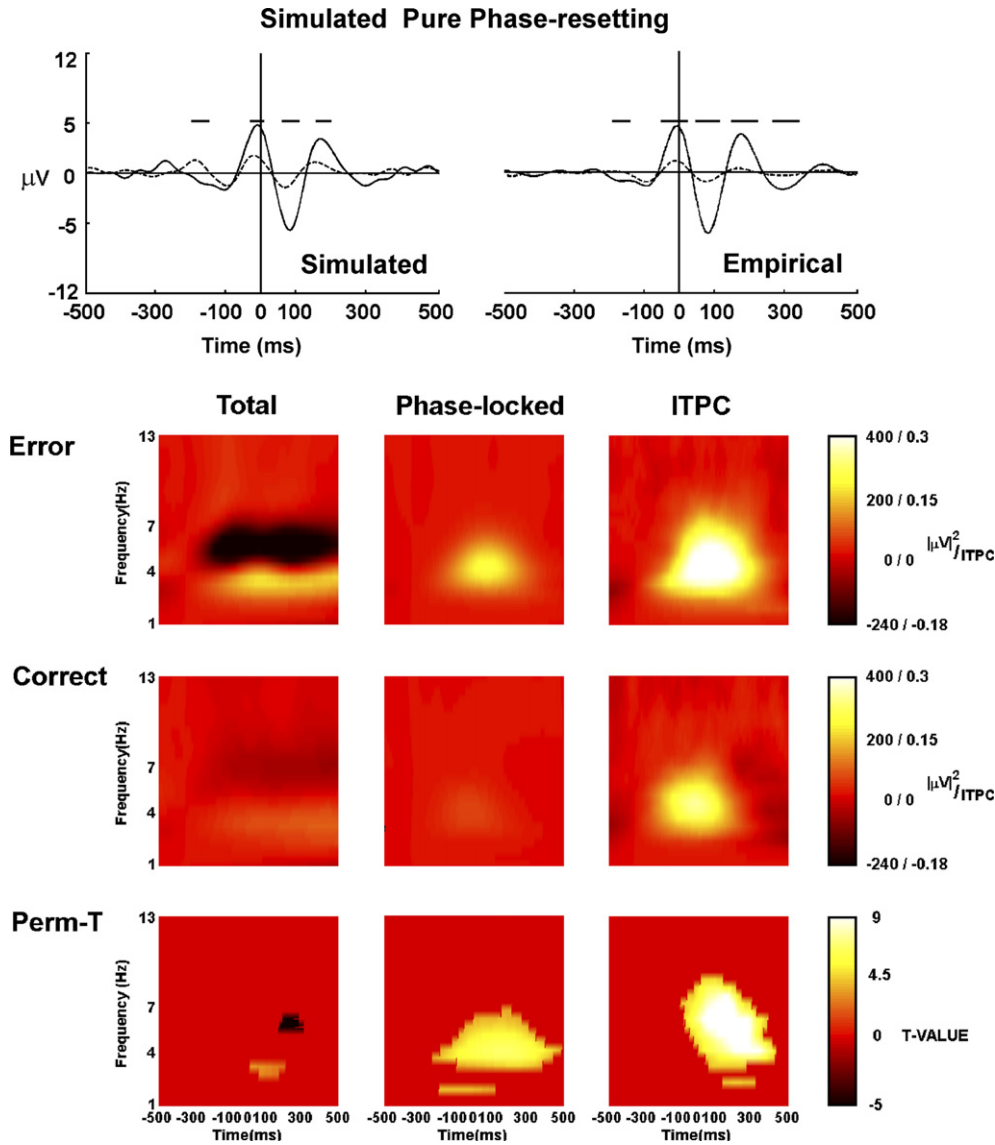 Simulated Pure Phase-resetting
12
5
μV 0
-5
-12
Simulated
Empirical
-500 -300 -100 0 100 300 500
-500 -300 -100 0 100 300 500
Time (ms)
Time (ms)
Total Phase-locked ITPC
Error
13
7
4
1
Frequency(Hz)
400 / 0.3
200 / 0.15
0 / 0
-240 / -0.18
|μV|²/ITPC
Correct
13
7
4
1
Frequency(Hz)
400 / 0.3
200 / 0.15
0 / 0
-240 / -0.18
|μV|²/ITPC
Perm-T
13
7
4
1
Frequency (Hz)
9
4.5
0
-5
T-VALUE
-500 -300 -100 0 100 300 500
-500 -300 -100 0 100 300 500
-500 -300 -100 0 100 300 500
Time(ms)
Time(ms)
Time(ms)